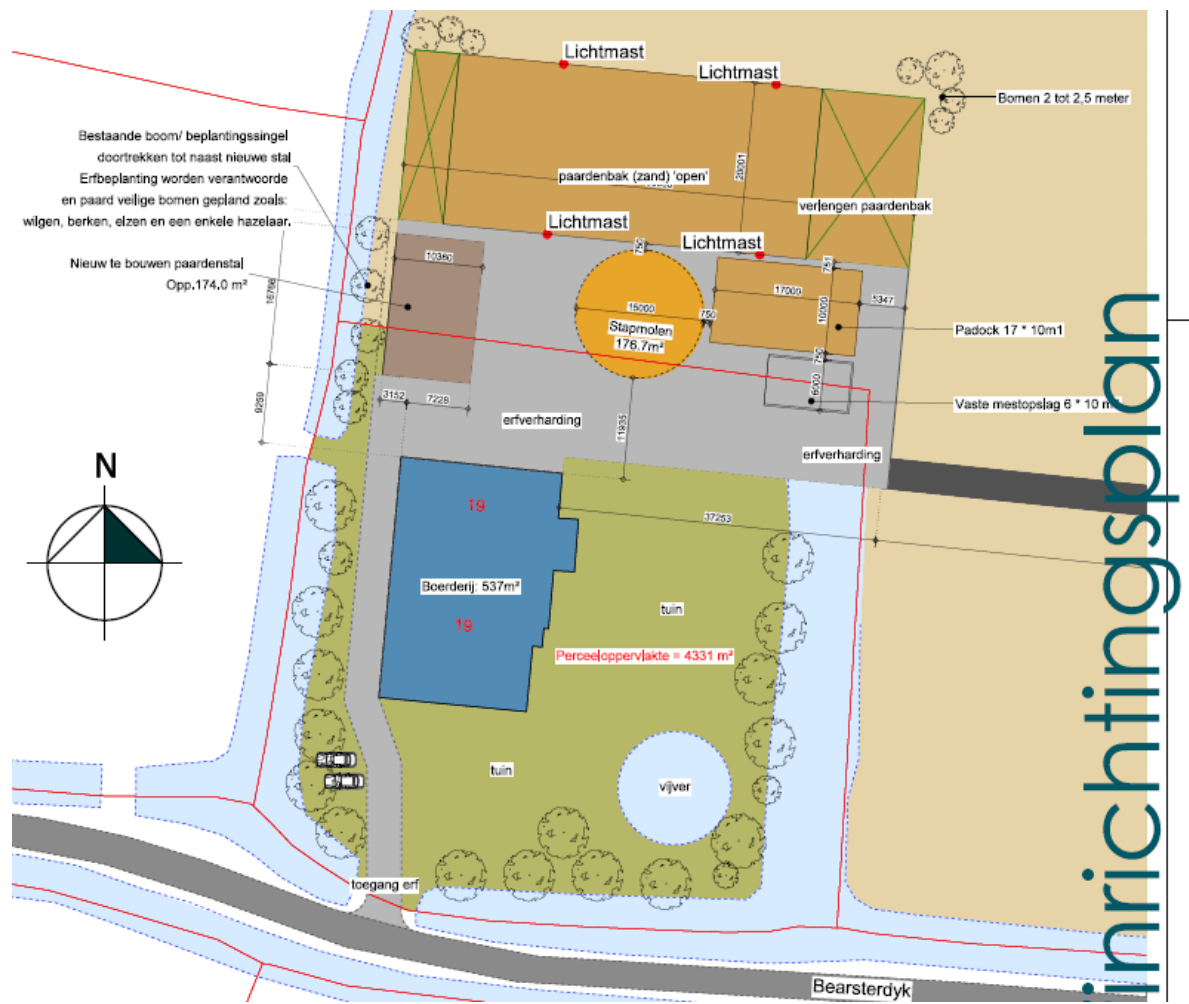 Lichtmast
Lichtmast
Bomen 2 tot 2,5 meter
Bestaande boom/ beplantingssingel
doortrekken tot naast nieuwe stal
Erfbeplanting worden verantwoorde
en paard veilige bomen gepland zoals:
wilgen, berken, elzen en een enkele hazelaar.
20001
paardenbak (zand) 'open'
verlengen paardenbak
Lichtmast
Lichtmast
Nieuw te bouwen paardenstal
Opp.174.0 m²
10380
750
751
16766
17000
10000
5347
15000
750
Stapmolen
176.7m²
Padock 17 * 10m1
750
6000
Vaste mestopslag 6 * 10 m
3152
7228
9259
erfverharding
11935
erfverharding
N
19
37253
Boerderij: 537m²
tuin
19
Perceeloppervlakte = 4331 m²
tuin
vijver
toegang erf
Bearsterdyk
inrichtingsplan